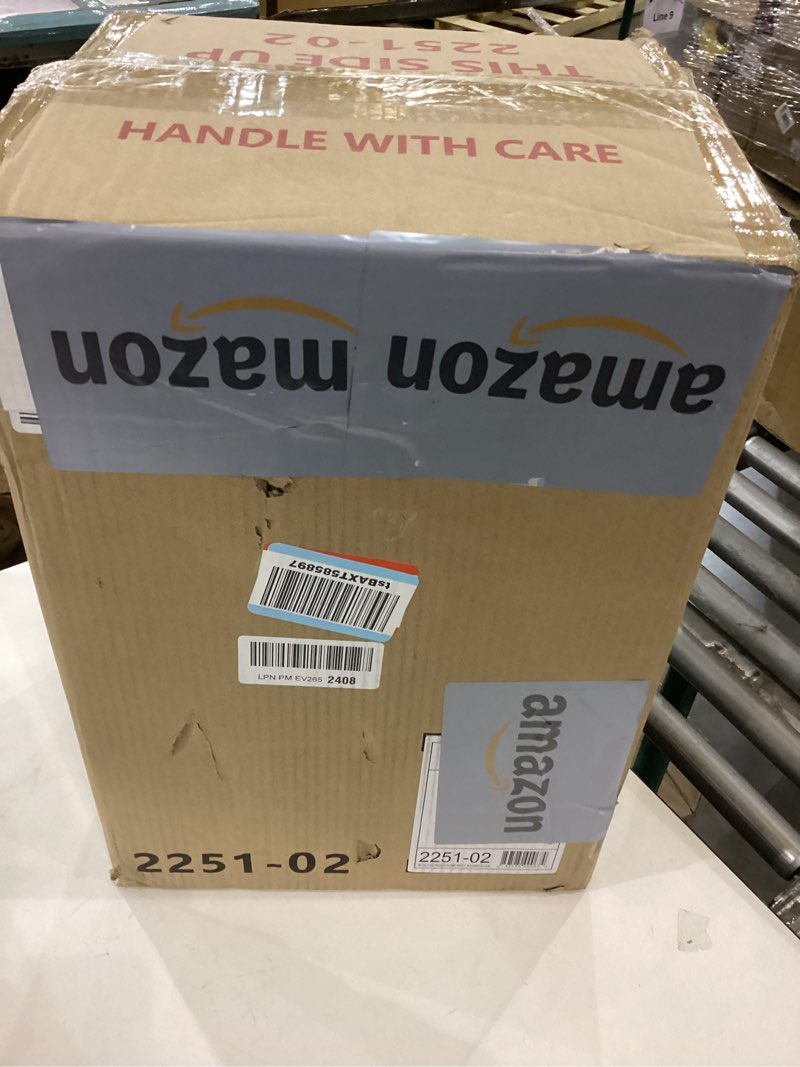 Line 9
2251-02
THIS SIDE UP
HANDLE WITH CARE
amazon
amazon
tsBAXT585897
LPN PM EV265 2408
amazon
2251-02
2251-02